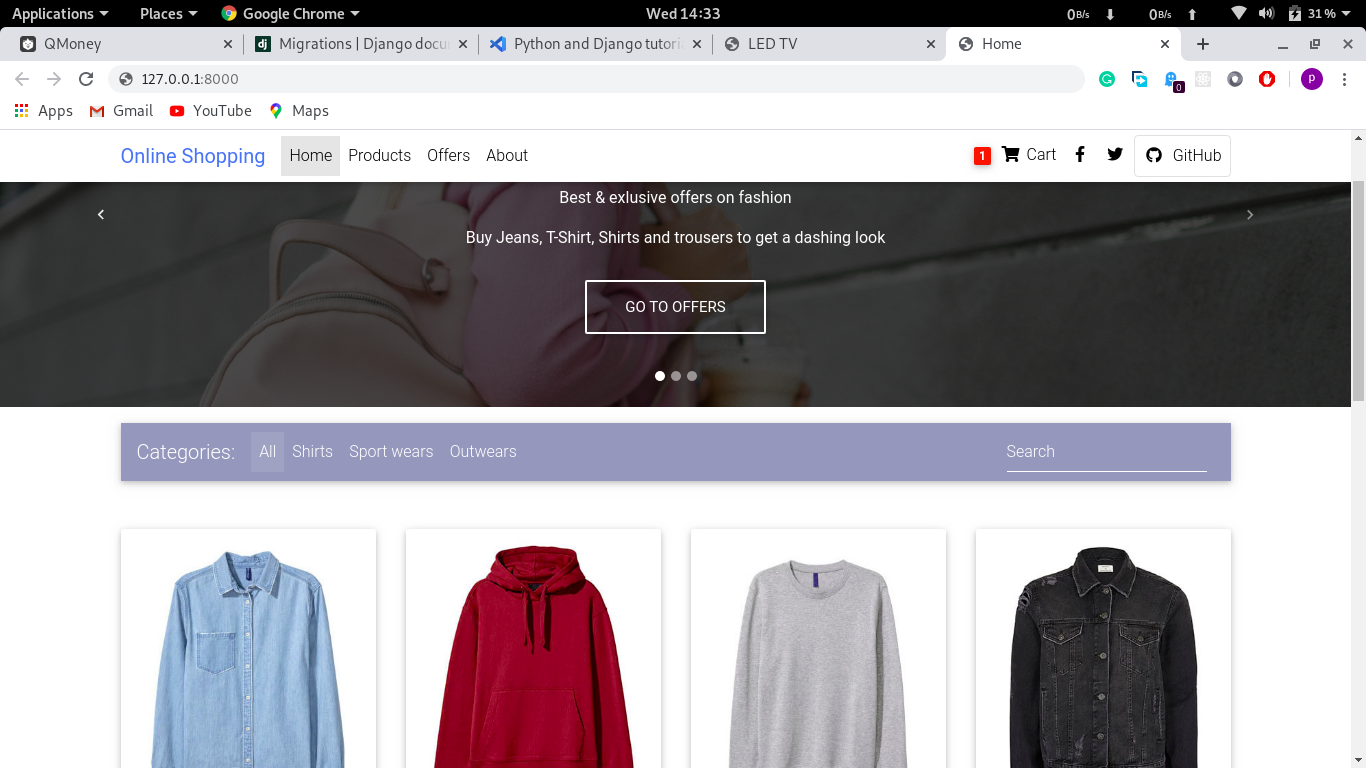 Applications Places Google Chrome Wed 14:33 0B/s 0B/s 31 %
QMoney Migrations | Django docu Python and Django tutori LED TV Home
127.0.0.1:8000 0 p
Apps Gmail YouTube Maps
Online Shopping Home Products Offers About 1 Cart GitHub
Best & exlusive offers on fashion
Buy Jeans, T-Shirt, Shirts and trousers to get a dashing look
GO TO OFFERS
Categories: All Shirts Sport wears Outwears Search